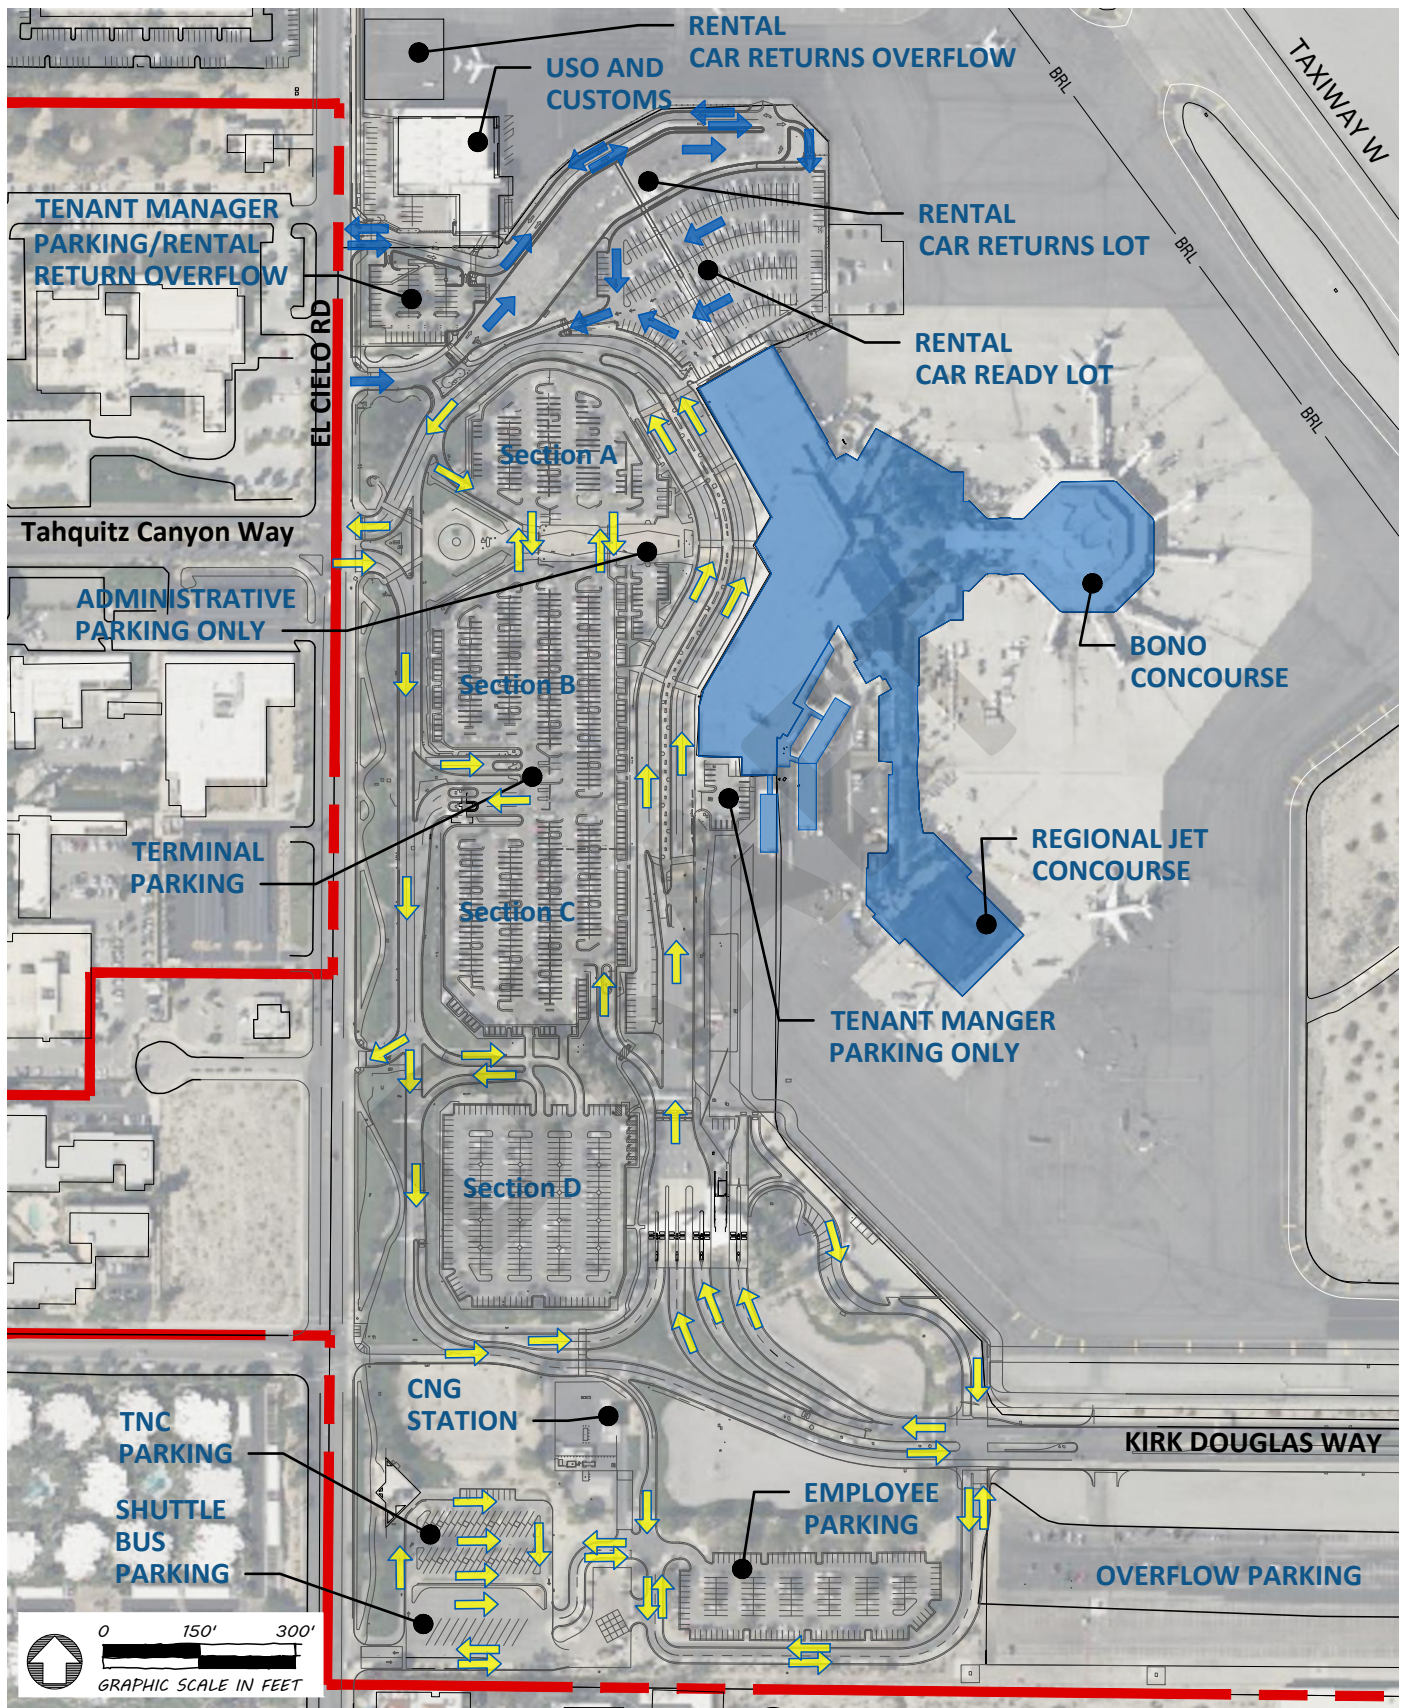 RENTAL
CAR RETURNS OVERFLOW
USO AND
CUSTOMS
BRL
TAXIWAY W
TENANT MANAGER
PARKING/RENTAL
RETURN OVERFLOW
RENTAL
CAR RETURNS LOT
BRL
EL CIELO RD
RENTAL
CAR READY LOT
BRL
Section A
Tahquitz Canyon Way
ADMINISTRATIVE
PARKING ONLY
BONO
CONCOURSE
Section B
TERMINAL
PARKING
REGIONAL JET
CONCOURSE
Section C
TENANT MANGER
PARKING ONLY
Section D
CNG
STATION
TNC
PARKING
KIRK DOUGLAS WAY
SHUTTLE
BUS
PARKING
EMPLOYEE
PARKING
OVERFLOW PARKING
0 150' 300'
GRAPHIC SCALE IN FEET